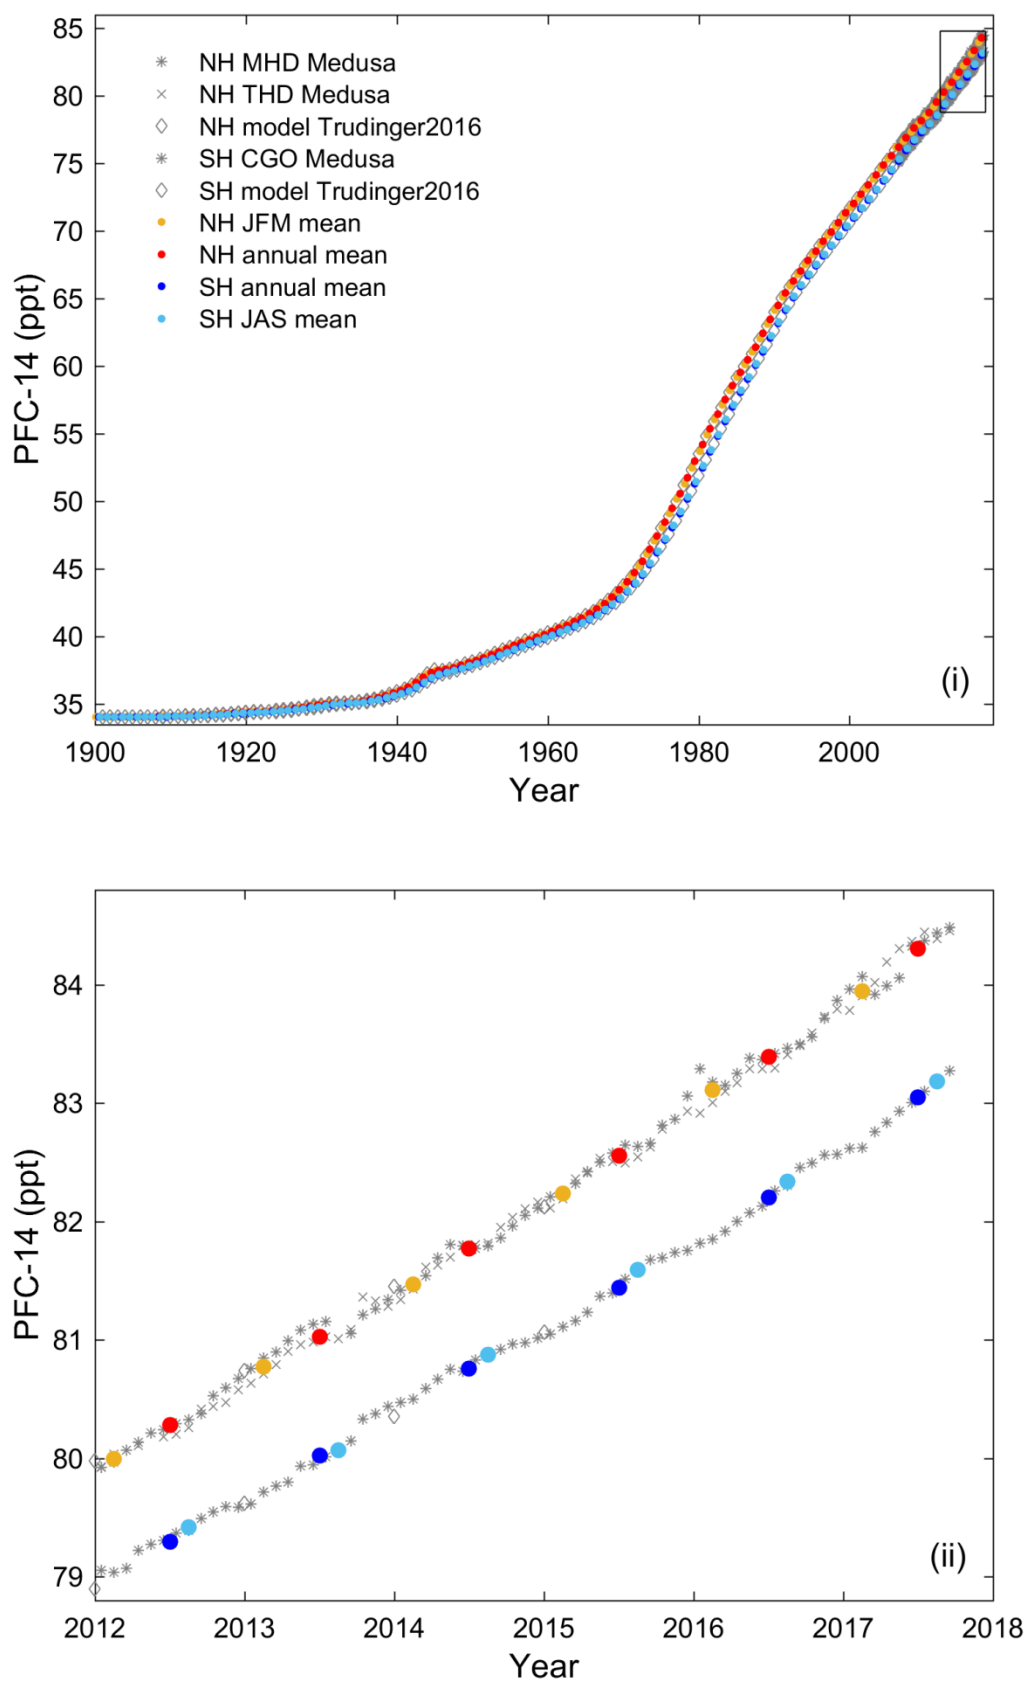 85
80
75
70
65
60
55
50
45
40
35
PFC-14 (ppt)
NH MHD Medusa
NH THD Medusa
NH model Trudinger2016
SH CGO Medusa
SH model Trudinger2016
NH JFM mean
NH annual mean
SH annual mean
SH JAS mean
(i)
1900 1920 1940 1960 1980 2000
Year
84
83
82
81
80
79
PFC-14 (ppt)
(ii)
2012 2013 2014 2015 2016 2017 2018
Year